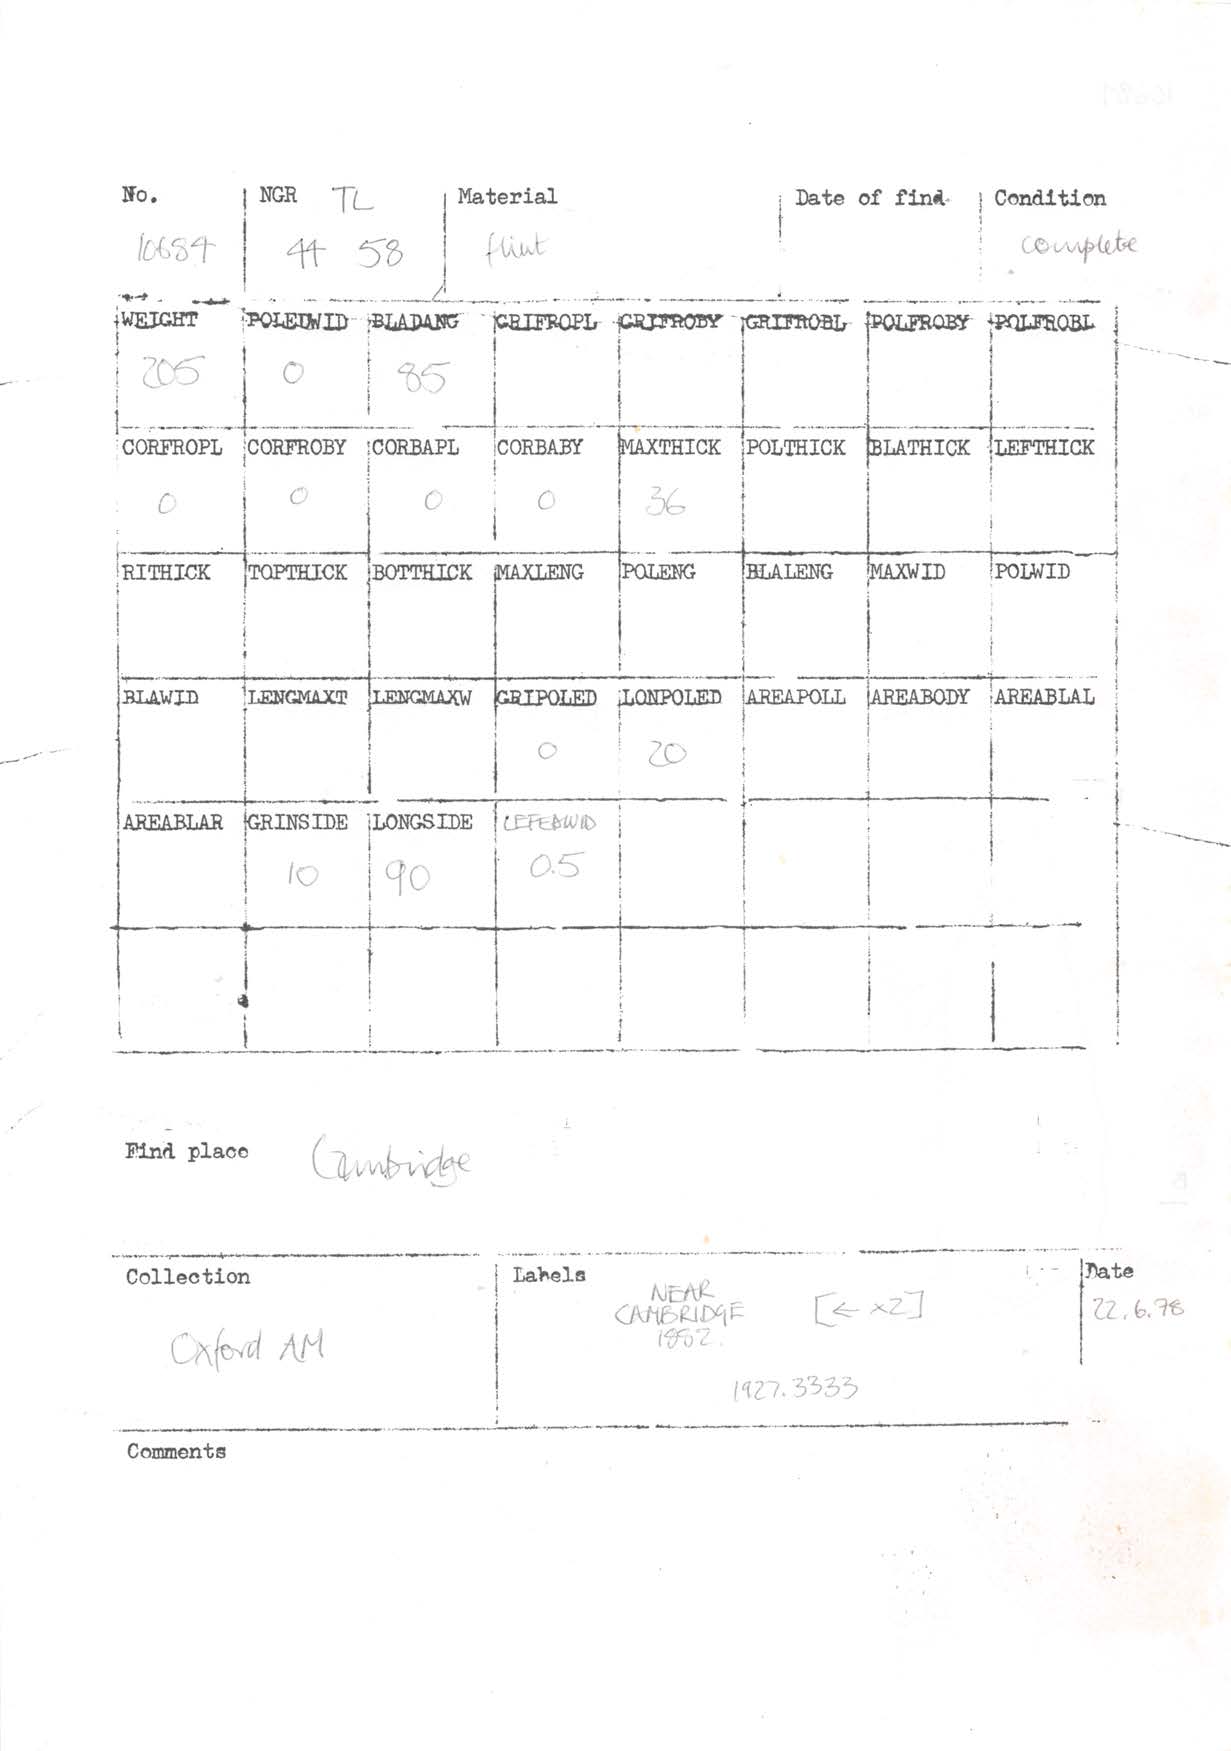 No. NGR TL Material Date of find Condition
10684 44 58 flint complete
WEIGHT POLEDWID BLADANG GRIFROPL GRIFROBY GRIFROBL POLFROBY POLFROBL
205 0 85
CORFROPL CORFROBY CORBAPL CORBABY MAXTHICK POLTHICK BLATHICK LEFTHICK
0 0 0 0 36
RITHICK TOPTHICK BOTTHICK MAXLENG POLENG BLALENG MAXWID POLWID
BLAWID LENGMAXT LENGMAXW GRIPOLED LONPOLED AREAPOLL AREABODY AREABLAL
0 20
AREABLAR GRINSIDE LONGSIDE LEFEDWID
10 90 0.5
Find place Cambridge
Collection Labels Date
NEAR
CAMBRIDGE [← x2] 22.6.78
1882.
Oxford AM
1927.3333
Comments